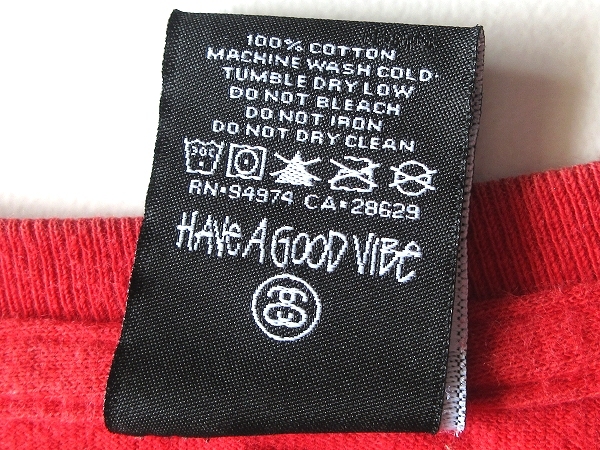 100% COTTON
MACHINE WASH COLD
TUMBLE DRY LOW
DO NOT BLEACH
DO NOT IRON
DO NOT DRY CLEAN
RN·94974 CA·28629
HAVE A GOOD VIBE